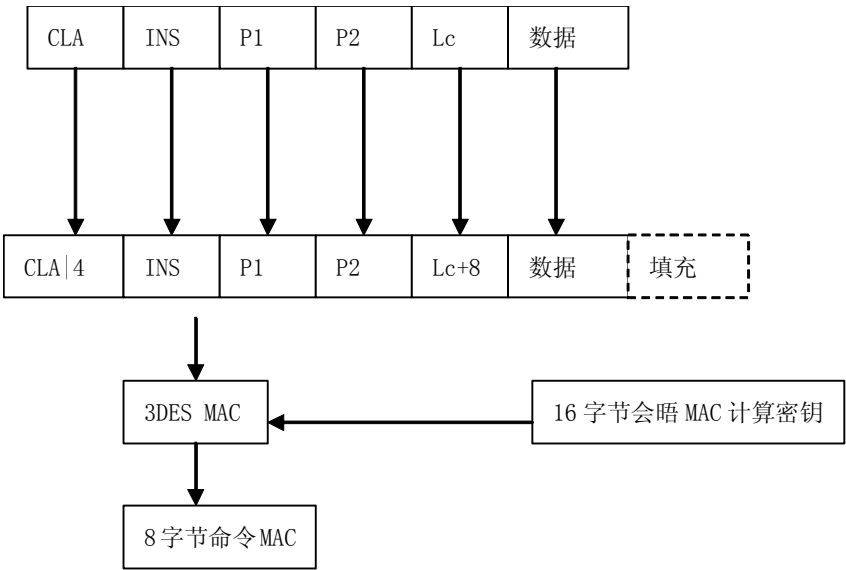 CLA INS P1 P2 Lc 数据
CLA|4 INS P1 P2 Lc+8 数据 填充
3DES MAC
16 字节会晤 MAC 计算密钥
8 字节命令 MAC